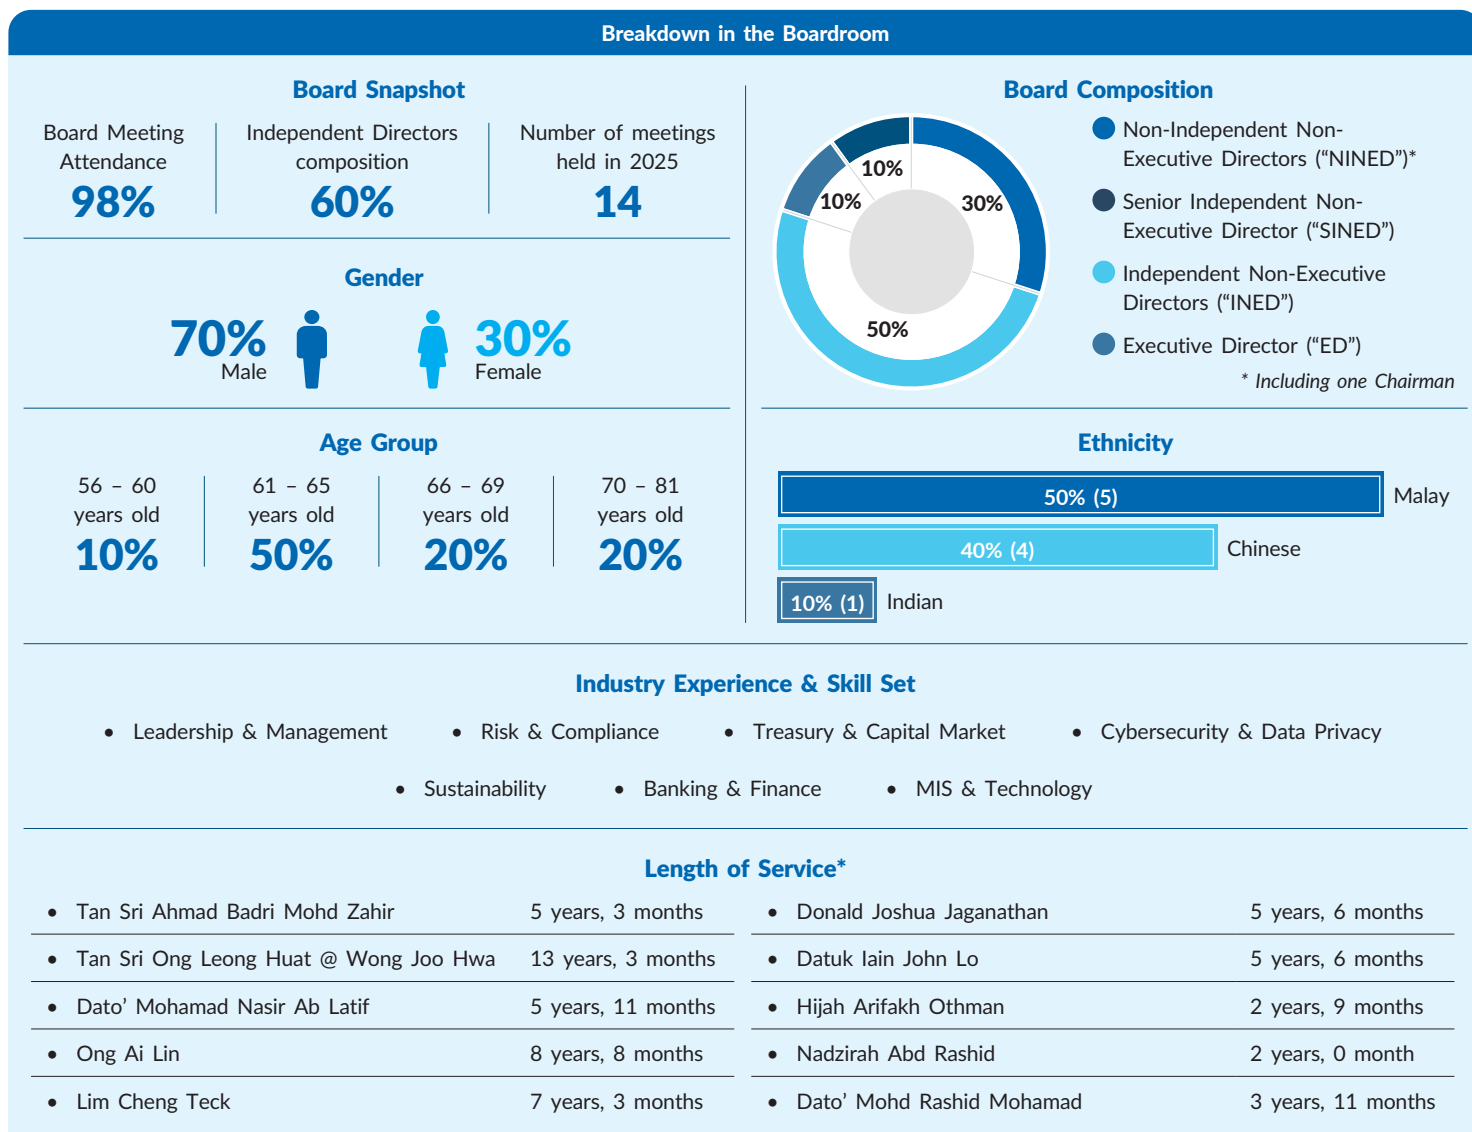 Breakdown in the Boardroom
Board Snapshot
Board Meeting
Attendance
98%
Independent Directors
composition
60%
Number of meetings
held in 2025
14
Gender
70%
Male
30%
Female
Age Group
56 – 60
years old
10%
61 – 65
years old
50%
66 – 69
years old
20%
70 – 81
years old
20%
Board Composition
10%
10%
30%
50%
Non-Independent Non-
Executive Directors (“NINED”)*
Senior Independent Non-
Executive Director (“SINED”)
Independent Non-Executive
Directors (“INED”)
Executive Director (“ED”)
* Including one Chairman
Ethnicity
50% (5) Malay
40% (4) Chinese
10% (1) Indian
Industry Experience & Skill Set
• Leadership & Management • Risk & Compliance • Treasury & Capital Market • Cybersecurity & Data Privacy
• Sustainability • Banking & Finance • MIS & Technology
Length of Service*
• Tan Sri Ahmad Badri Mohd Zahir 5 years, 3 months
• Tan Sri Ong Leong Huat @ Wong Joo Hwa 13 years, 3 months
• Dato’ Mohamad Nasir Ab Latif 5 years, 11 months
• Ong Ai Lin 8 years, 8 months
• Lim Cheng Teck 7 years, 3 months
• Donald Joshua Jaganathan 5 years, 6 months
• Datuk Iain John Lo 5 years, 6 months
• Hijah Arifakh Othman 2 years, 9 months
• Nadzirah Abd Rashid 2 years, 0 month
• Dato’ Mohd Rashid Mohamad 3 years, 11 months